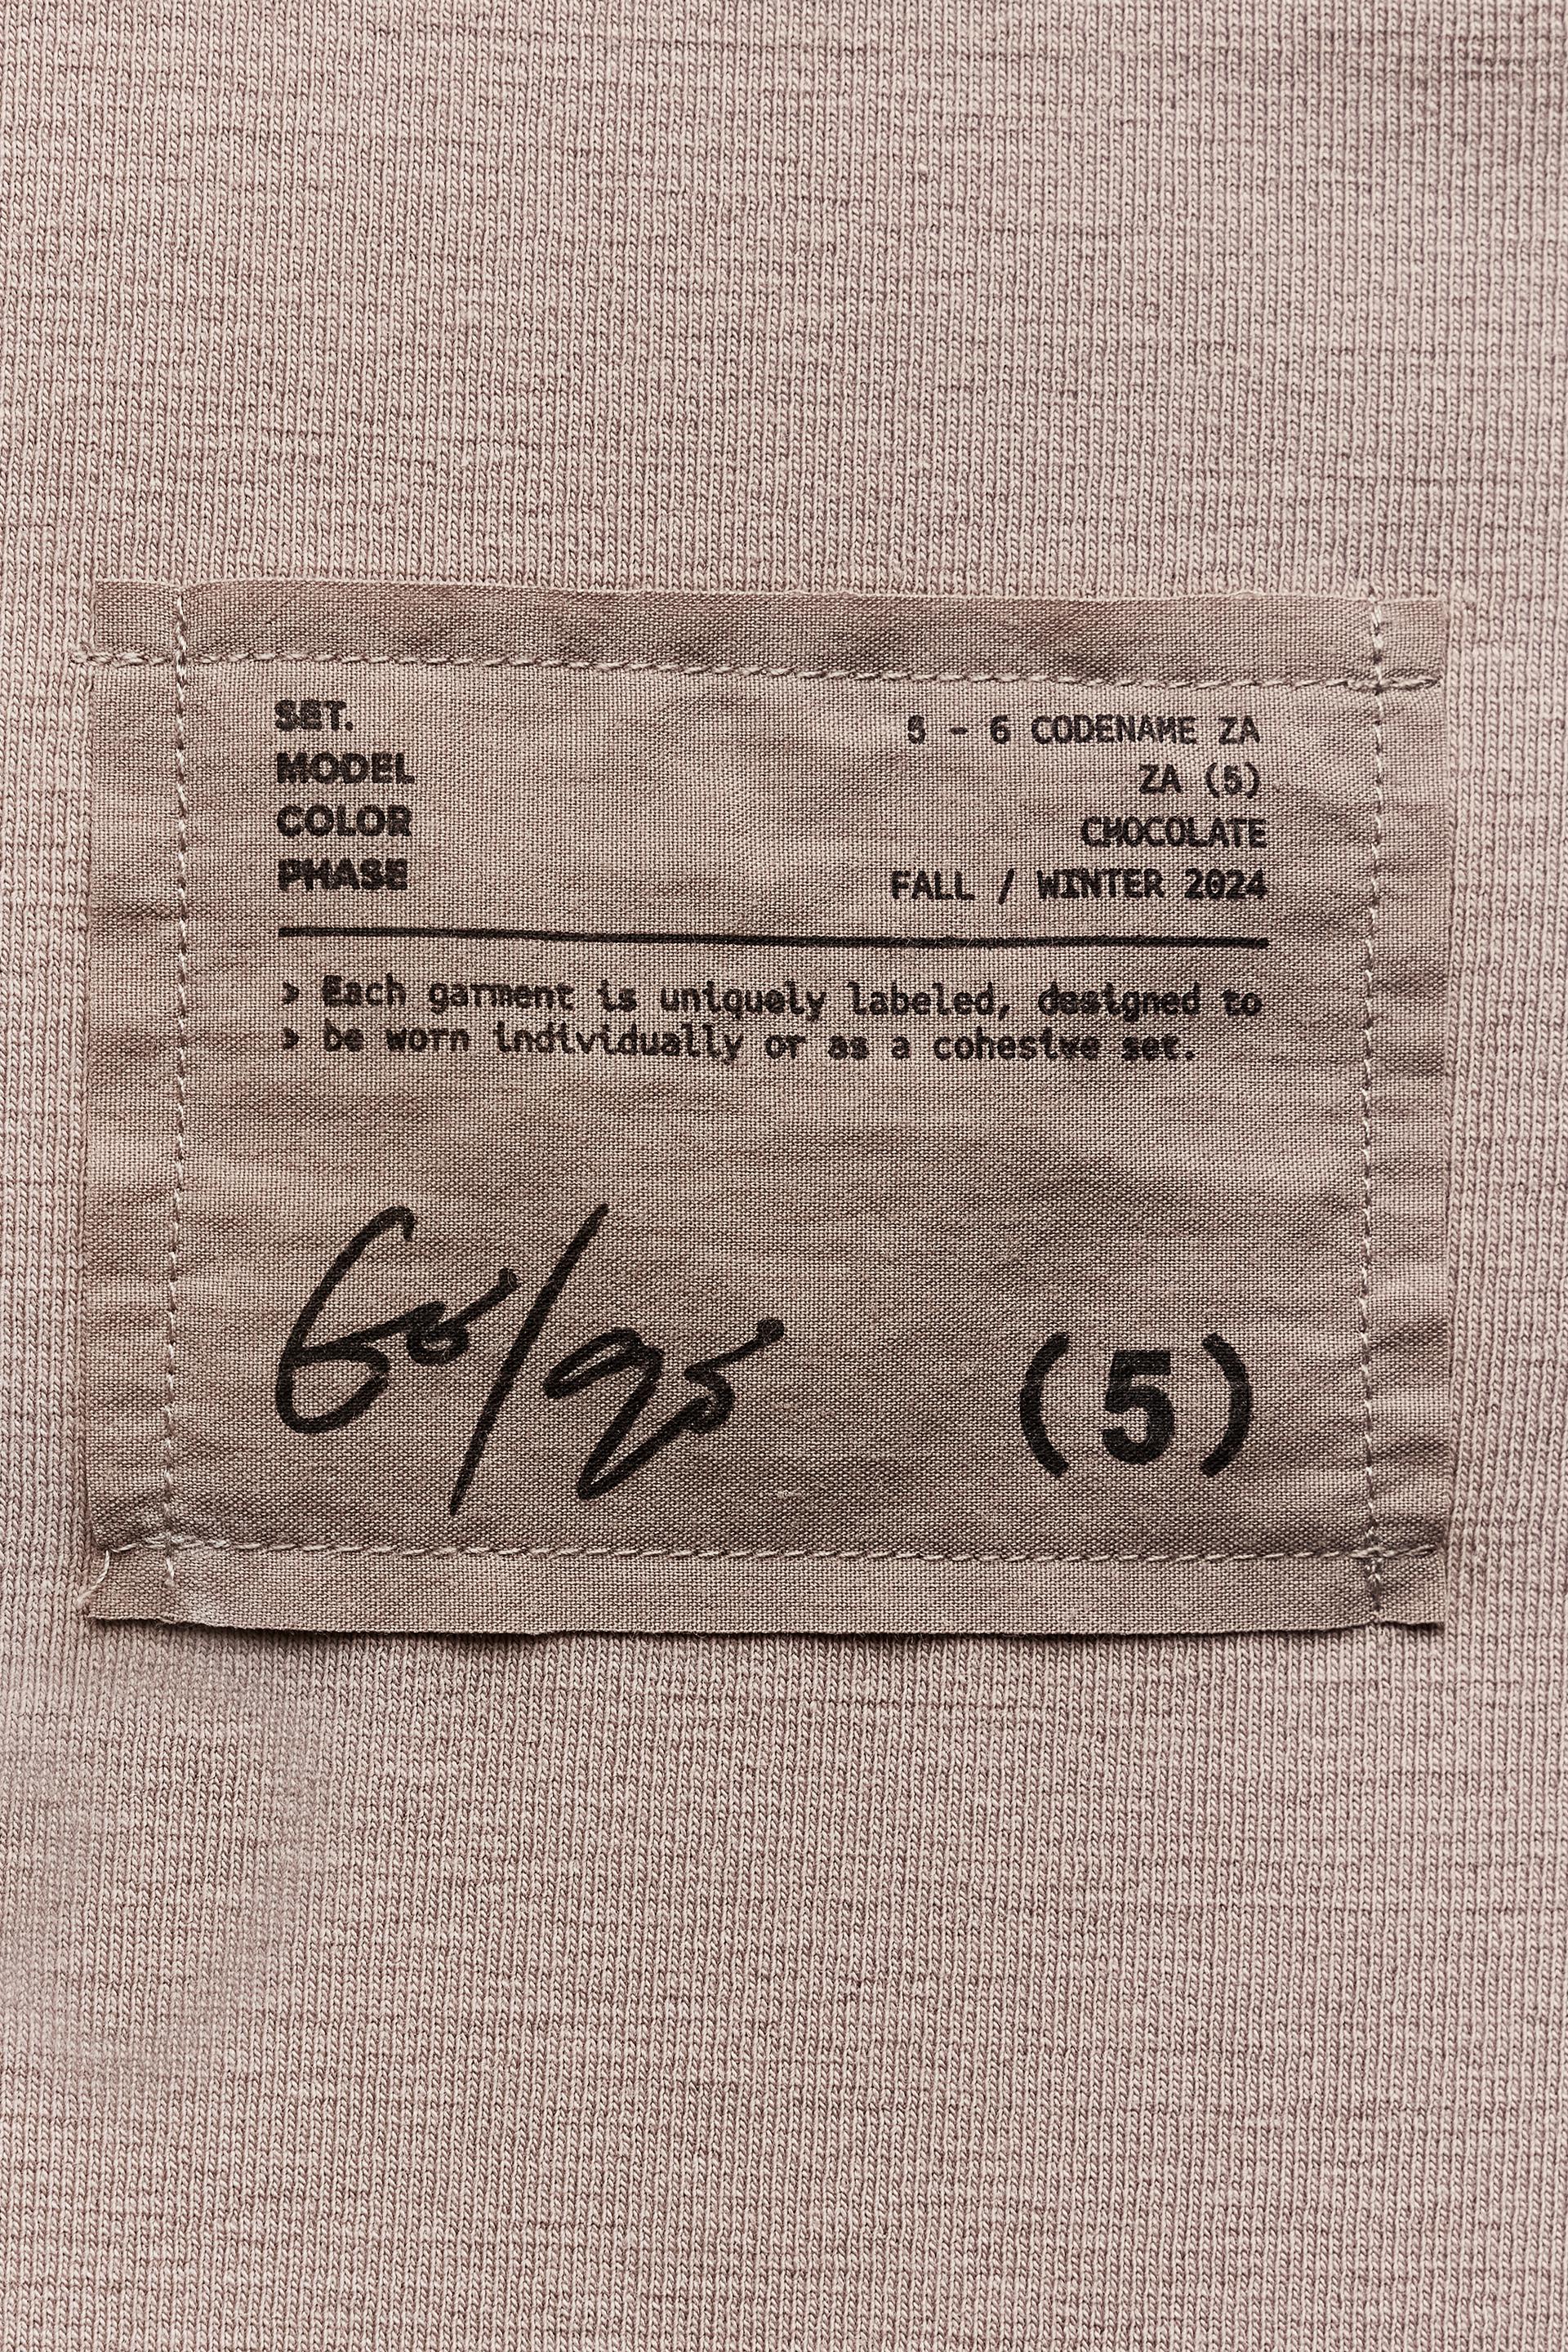 SET. 5 - 6 CODENAME ZA
MODEL ZA (5)
COLOR CHOCOLATE
PHASE FALL / WINTER 2024
> Each garment is uniquely labeled, designed to
> be worn individually or as a cohesive set.
(5)